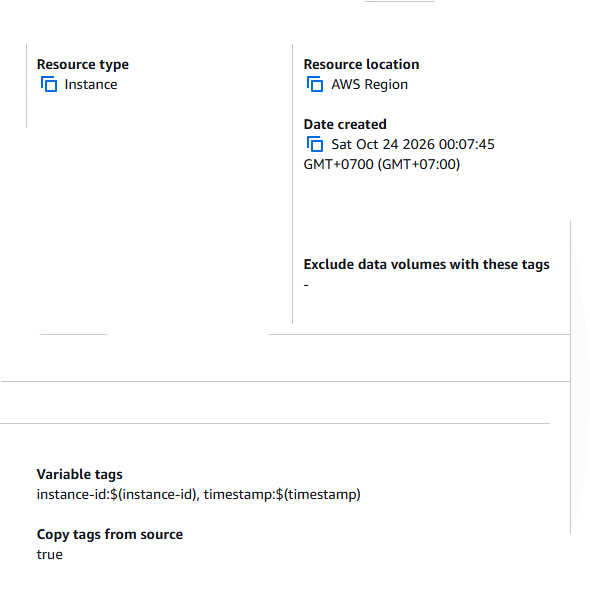 Resource type
Instance
Resource location
AWS Region
Date created
Sat Oct 24 2026 00:07:45
GMT+0700 (GMT+07:00)
Exclude data volumes with these tags
-
Variable tags
instance-id:$(instance-id), timestamp:$(timestamp)
Copy tags from source
true